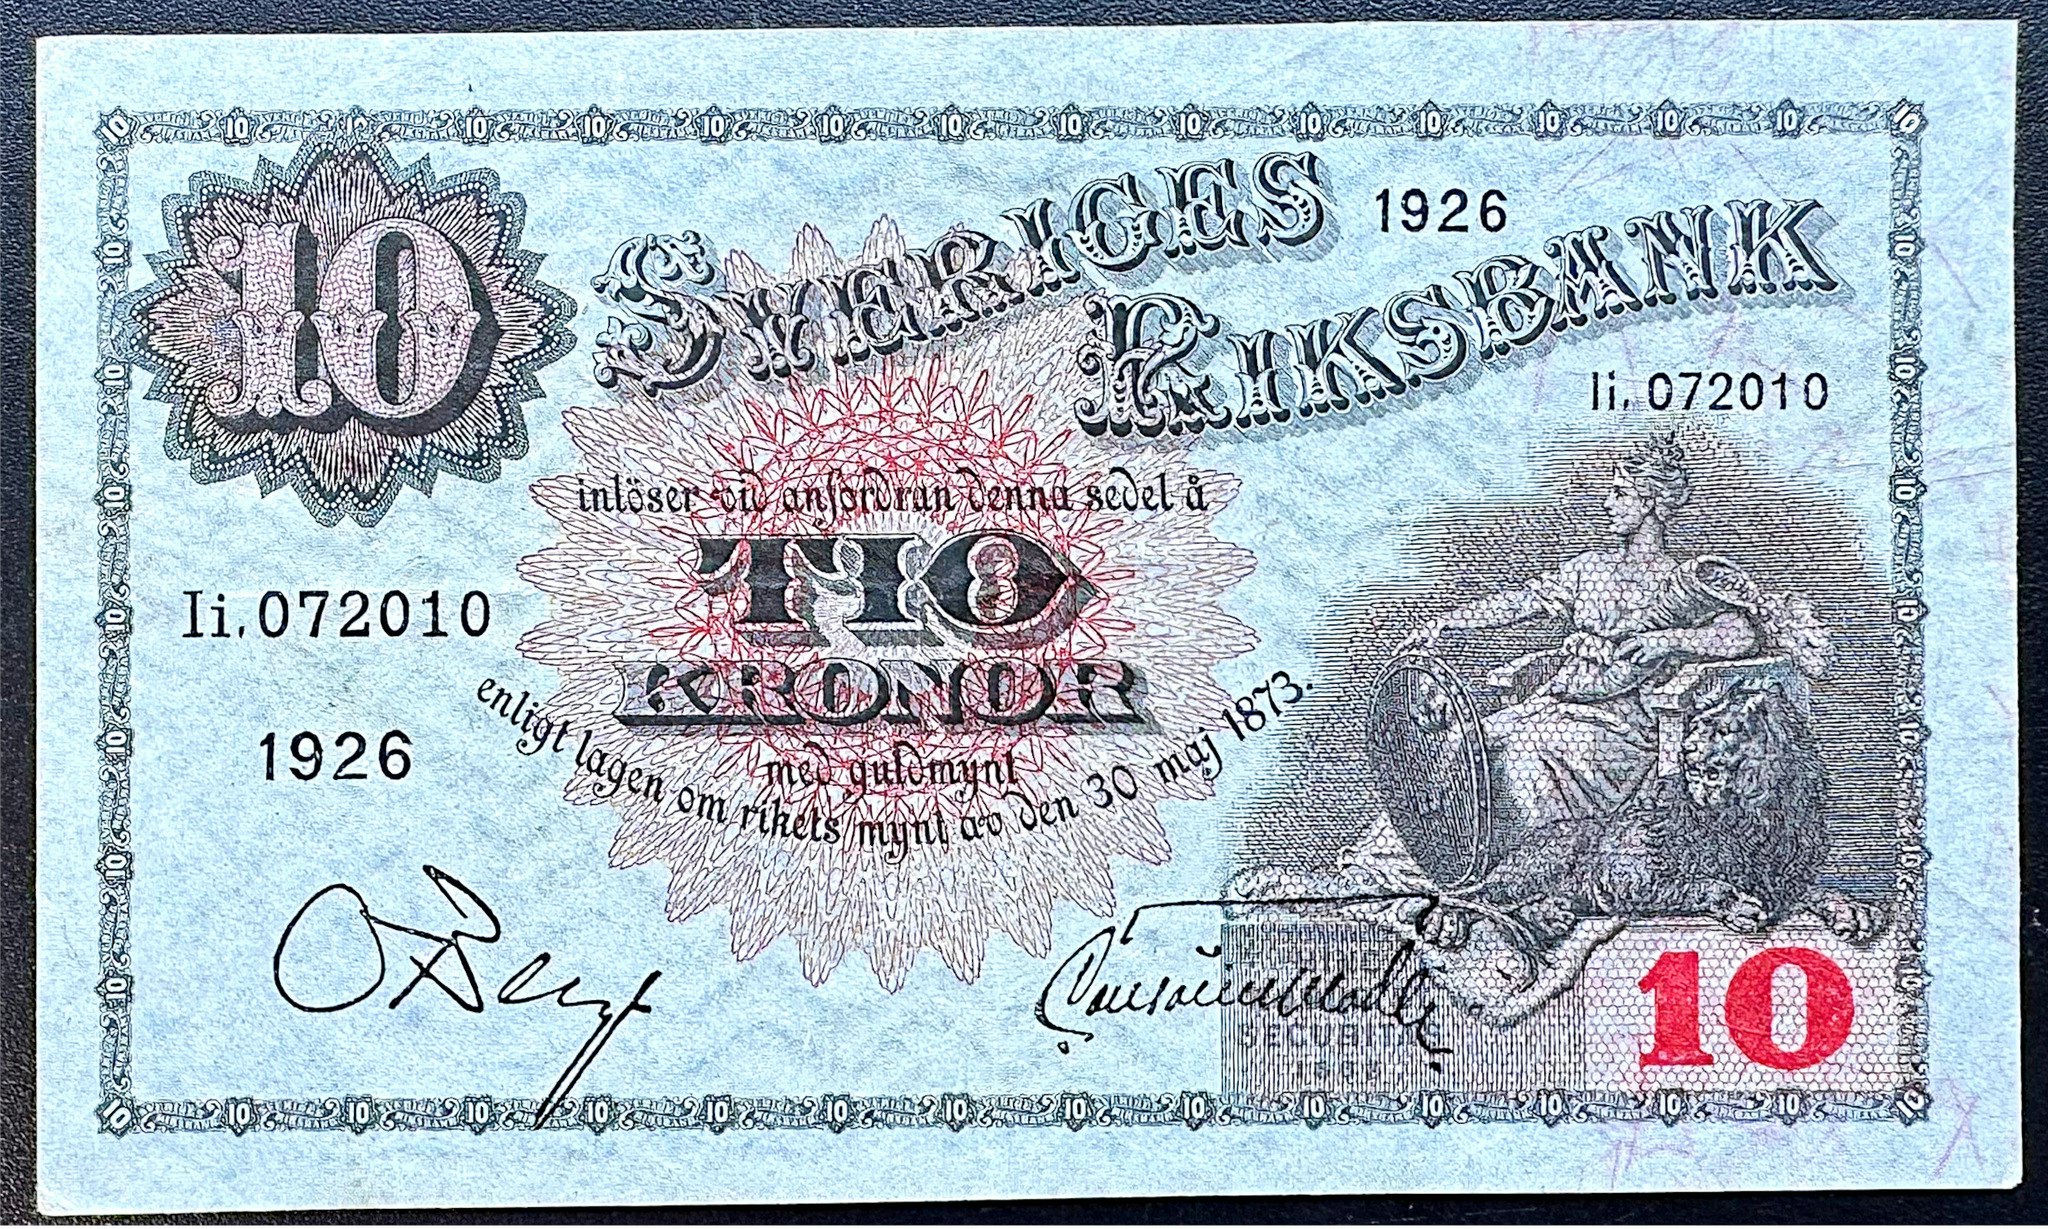 10
SVERIGES
1926
RIKSBANK
Ii. 072010
inlöser vid anfordran denna sedel å
TIO
Ii. 072010
KRONOR
1926
med guldmynt
enligt lagen om rikets mynt av den 30 maj 1873.
10